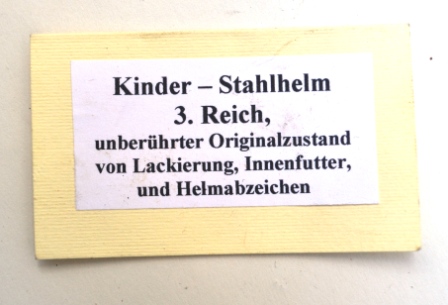 Kinder – Stahlhelm
3. Reich,
unberührter Originalzustand
von Lackierung, Innenfutter,
und Helmabzeichen